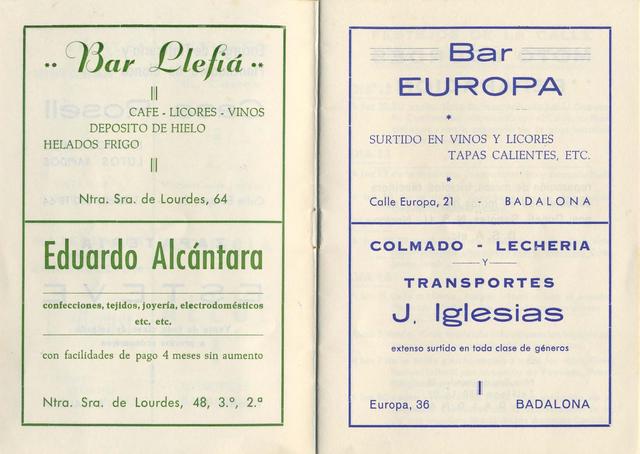 ·· Bar Llefiá ··
CAFE - LICORES - VINOS
DEPOSITO DE HIELO
HELADOS FRIGO
Ntra. Sra. de Lourdes, 64
Eduardo Alcántara
confecciones, tejidos, joyería, electrodomésticos
etc. etc.
con facilidades de pago 4 meses sin aumento
Ntra. Sra. de Lourdes, 48, 3.º, 2.ª
Bar
EUROPA
SURTIDO EN VINOS Y LICORES
TAPAS CALIENTES, ETC.
Calle Europa, 21 - BADALONA
COLMADO - LECHERIA
Y
TRANSPORTES
J. Iglesias
extenso surtido en toda clase de géneros
Europa, 36 BADALONA